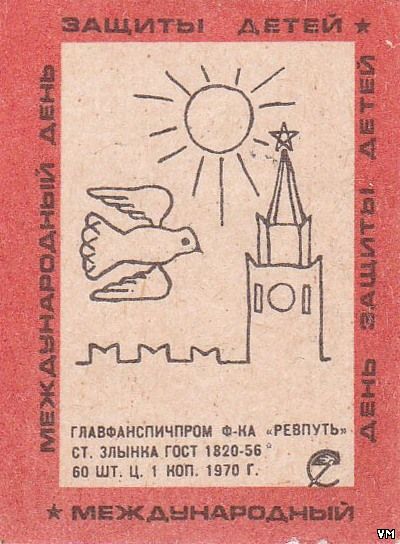 МЕЖДУНАРОДНЫЙ ДЕНЬ
ЗАЩИТЫ ДЕТЕЙ ★
ДЕНЬ ЗАЩИТЫ ДЕТЕЙ
★ МЕЖДУНАРОДНЫЙ
ГЛАВФАНСПИЧПРОМ Ф-КА «РЕВПУТЬ»
СТ. ЗЛЫНКА ГОСТ 1820-56
60 ШТ. Ц. 1 КОП. 1970 Г.
VM